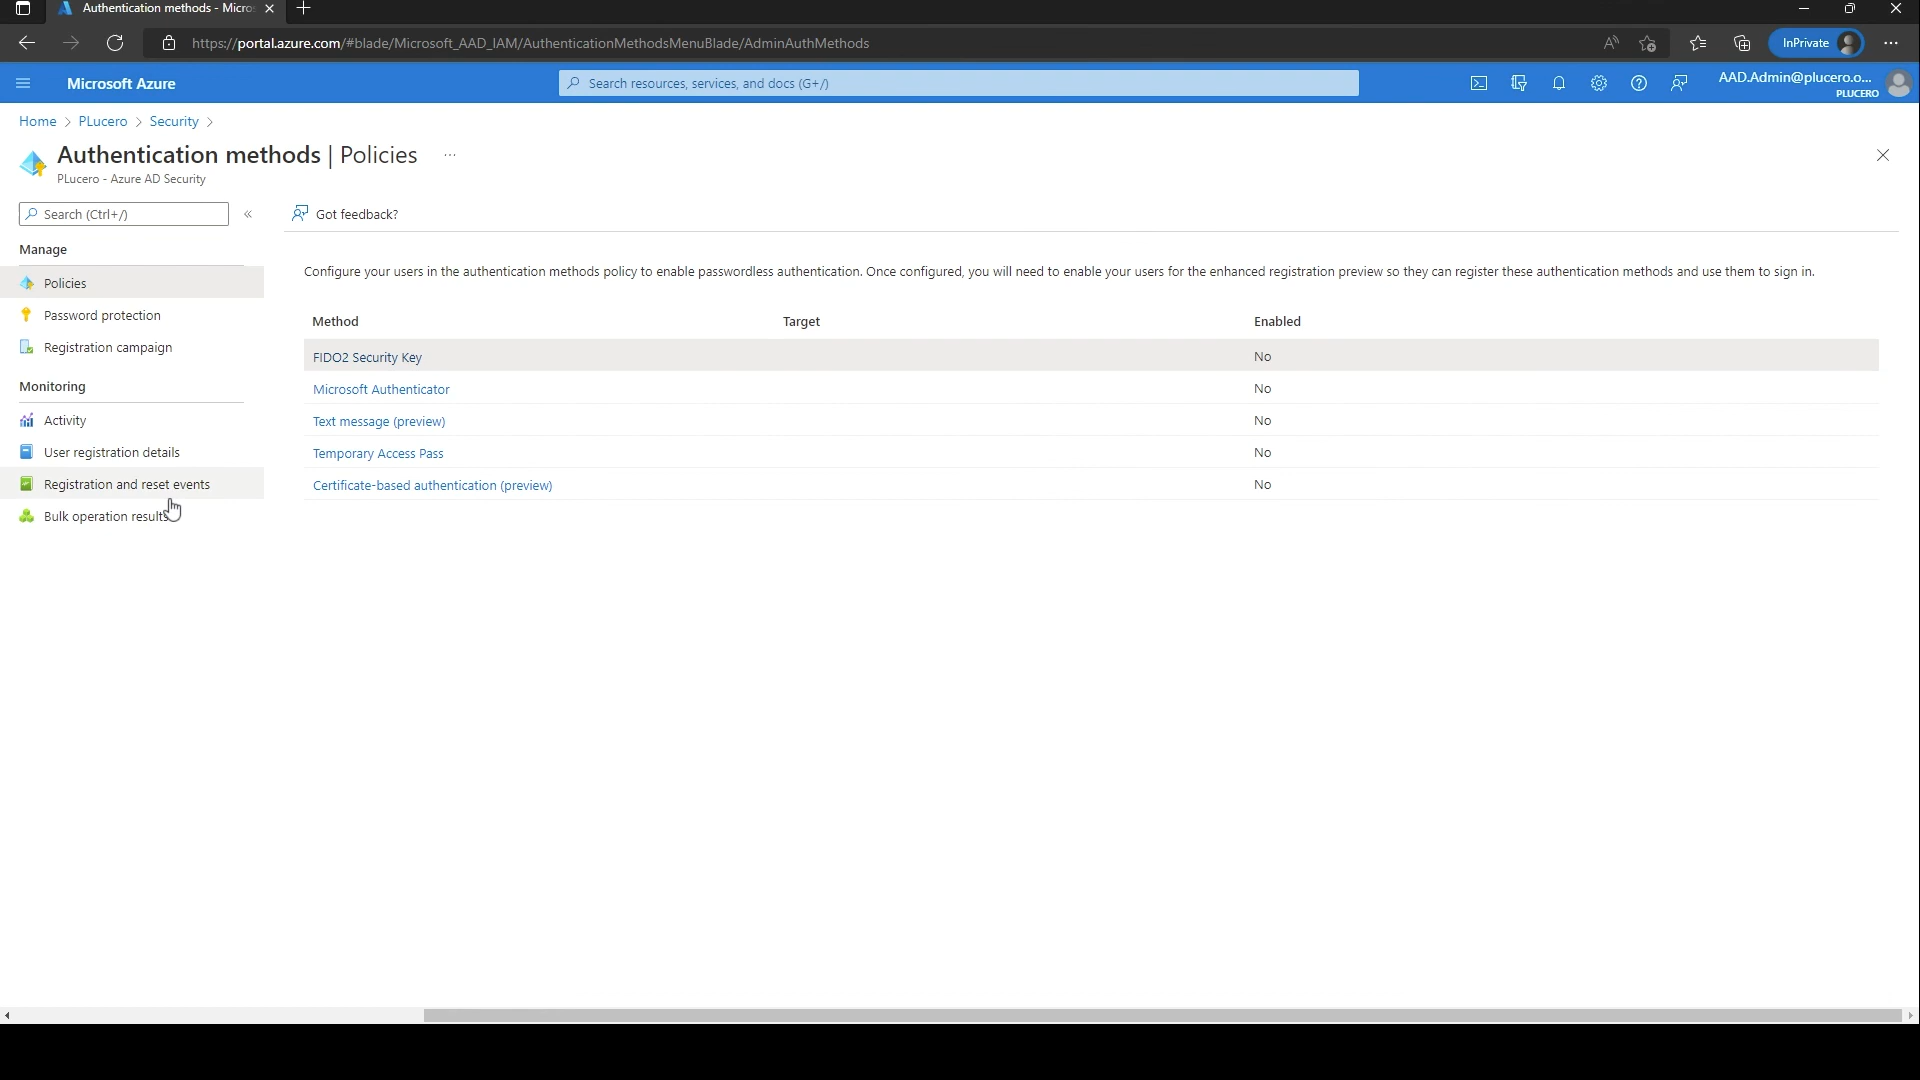 Authentication methods - Micros
https://portal.azure.com/#blade/Microsoft_AAD_IAM/AuthenticationMethodsMenuBlade/AdminAuthMethods
InPrivate
Microsoft Azure
Search resources, services, and docs (G+/)
AAD.Admin@plucero.o...
PLUCERO
Home > PLucero > Security >
Authentication methods | Policies ...
PLucero - Azure AD Security
Search (Ctrl+/)
«
Got feedback?
Manage
Policies
Password protection
Registration campaign
Monitoring
Activity
User registration details
Registration and reset events
Bulk operation results
Configure your users in the authentication methods policy to enable passwordless authentication. Once configured, you will need to enable your users for the enhanced registration preview so they can register these authentication methods and use them to sign in.
Method Target Enabled
FIDO2 Security Key No
Microsoft Authenticator No
Text message (preview) No
Temporary Access Pass No
Certificate-based authentication (preview) No